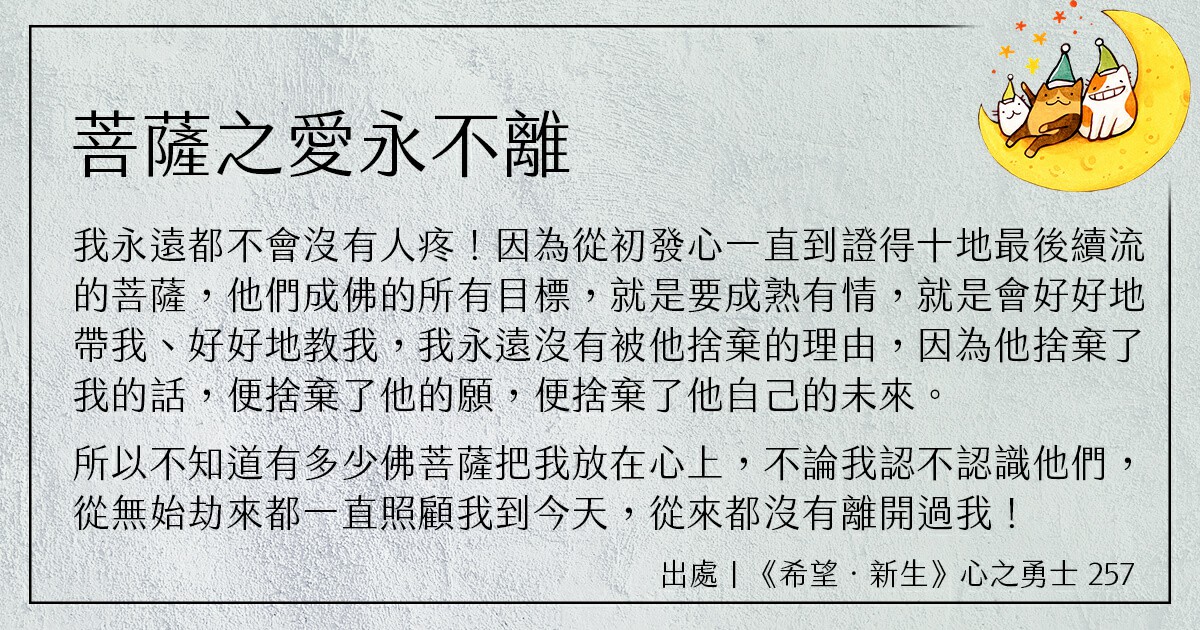 菩薩之愛永不離
我永遠都不會沒有人疼！因為從初發心一直到證得十地最後續流
的菩薩，他們成佛的所有目標，就是要成熟有情，就是會好好地
帶我、好好地教我，我永遠沒有被他捨棄的理由，因為他捨棄了
我的話，便捨棄了他的願，便捨棄了他自己的未來。
所以不知道有多少佛菩薩把我放在心上，不論我認不認識他們，
從無始劫來都一直照顧我到今天，從來都沒有離開過我！
出處 | 《希望．新生》心之勇士 257